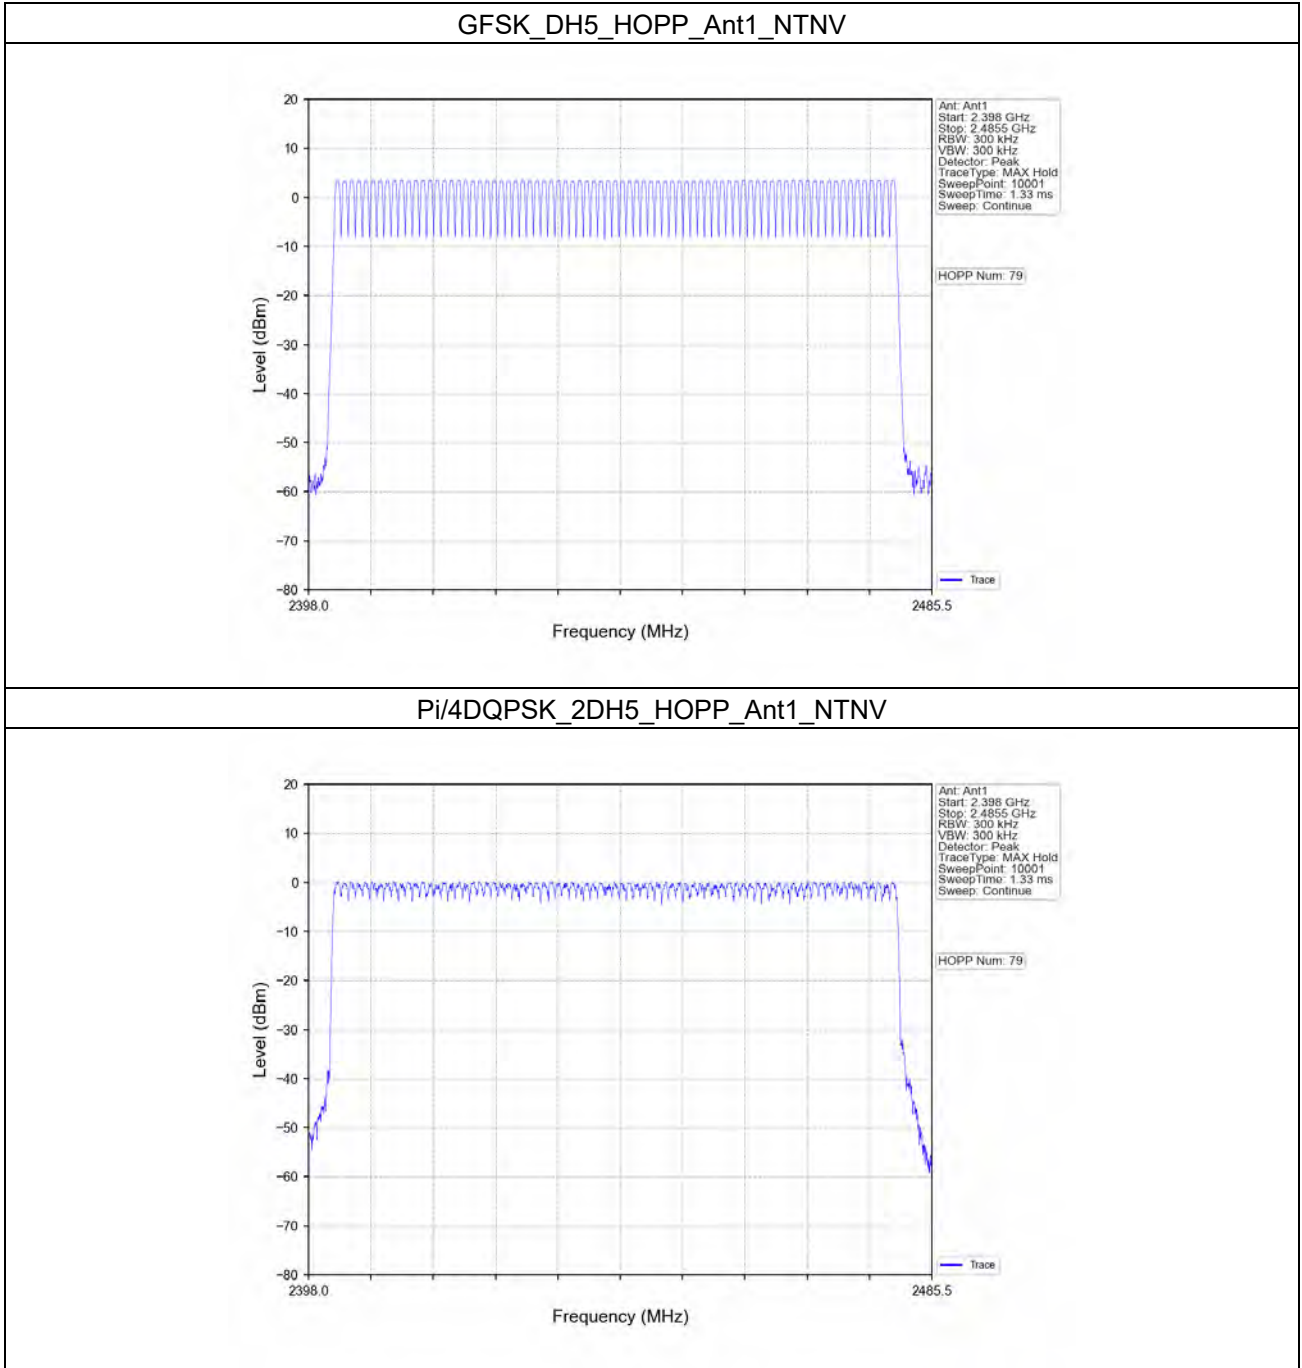 GFSK_DH5_HOPP_Ant1_NTNV
20
10
0
−10
−20
−30
−40
−50
−60
−70
−80
Level (dBm)
2398.0
2485.5
Frequency (MHz)
Ant: Ant1
Start: 2.398 GHz
Stop: 2.4855 GHz
RBW: 300 kHz
VBW: 300 kHz
Detector: Peak
TraceType: MAX Hold
SweepPoint: 10001
SweepTime: 1.33 ms
Sweep: Continue
HOPP Num: 79
Trace
Pi/4DQPSK_2DH5_HOPP_Ant1_NTNV
20
10
0
−10
−20
−30
−40
−50
−60
−70
−80
Level (dBm)
2398.0
2485.5
Frequency (MHz)
Ant: Ant1
Start: 2.398 GHz
Stop: 2.4855 GHz
RBW: 300 kHz
VBW: 300 kHz
Detector: Peak
TraceType: MAX Hold
SweepPoint: 10001
SweepTime: 1.33 ms
Sweep: Continue
HOPP Num: 79
Trace